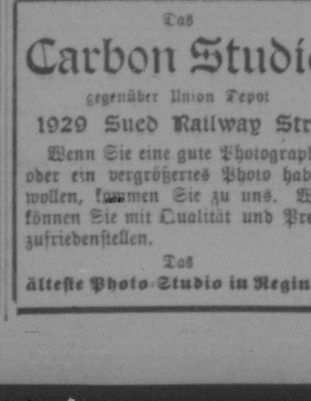 Das
Carbon Studi
gegenüber Union Depot
1929 Sued Railway Str
Wenn Sie eine gute Photograph
oder ein vergrößertes Photo hab
wollen, kommen Sie zu uns. W
können Sie mit Qualität und Pre
zufriedenstellen.
Das
älteste Photo-Studio in Regin